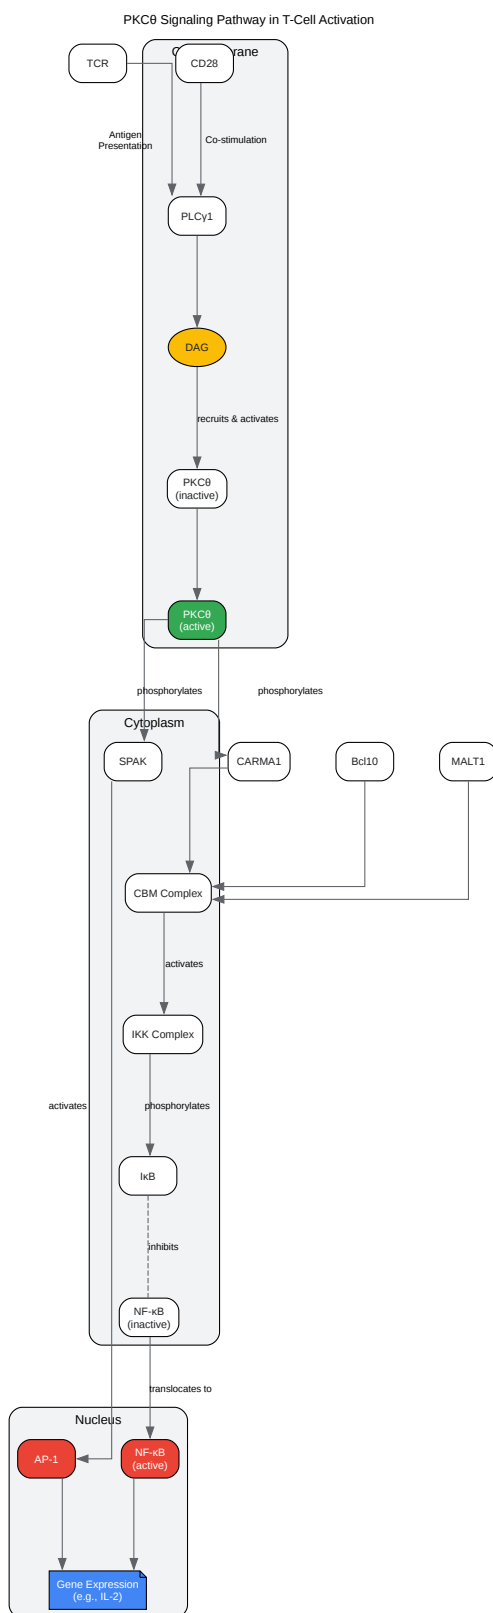 PKCθ Signaling Pathway in T-Cell Activation
TCR
CD28
Antigen
Presentation
Co-stimulation
PLCγ1
DAG
recruits & activates
PKCθ
(inactive)
PKCθ
(active)
phosphorylates
phosphorylates
Cytoplasm
SPAK
CARMA1
Bcl10
MALT1
CBM Complex
activates
IKK Complex
activates
phosphorylates
IκB
inhibits
NF-κB
(inactive)
translocates to
Nucleus
AP-1
NF-κB
(active)
Gene Expression
(e.g., IL-2)